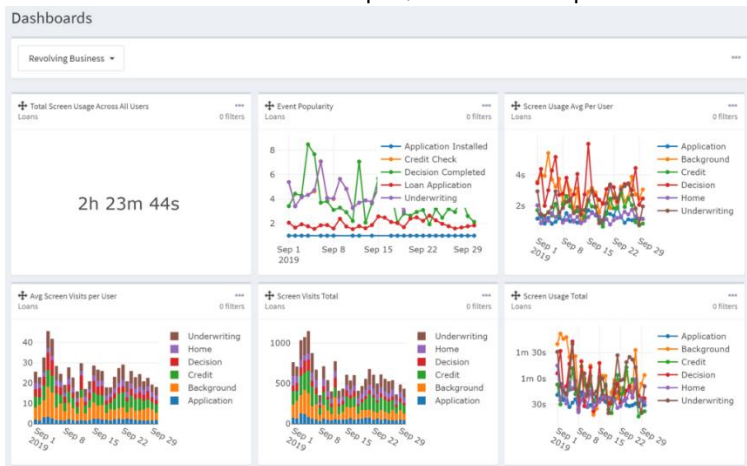 Dashboards
Revolving Business
Total Screen Usage Across All Users
Loans
0 filters
2h 23m 44s
Event Popularity
Loans
0 filters
8
6
4
2
Application Installed
Credit Check
Decision Completed
Loan Application
Underwriting
Sep 1
2019
Sep 8
Sep 15
Sep 22
Sep 29
Screen Usage Avg Per User
Loans
0 filters
4s
2s
Application
Background
Credit
Decision
Home
Underwriting
Sep 1
2019
Sep 8
Sep 15
Sep 22
Sep 29
Avg Screen Visits per User
Loans
0 filters
40
30
20
10
0
Underwriting
Home
Decision
Credit
Background
Application
Sep 1
2019
Sep 8
Sep 15
Sep 22
Sep 29
Screen Visits Total
Loans
0 filters
1000
500
0
Underwriting
Home
Decision
Credit
Background
Application
Sep 1
2019
Sep 8
Sep 15
Sep 22
Sep 29
Screen Usage Total
Loans
0 filters
1m 30s
1m 0s
30s
Application
Background
Credit
Decision
Home
Underwriting
Sep 1
2019
Sep 8
Sep 15
Sep 22
Sep 29